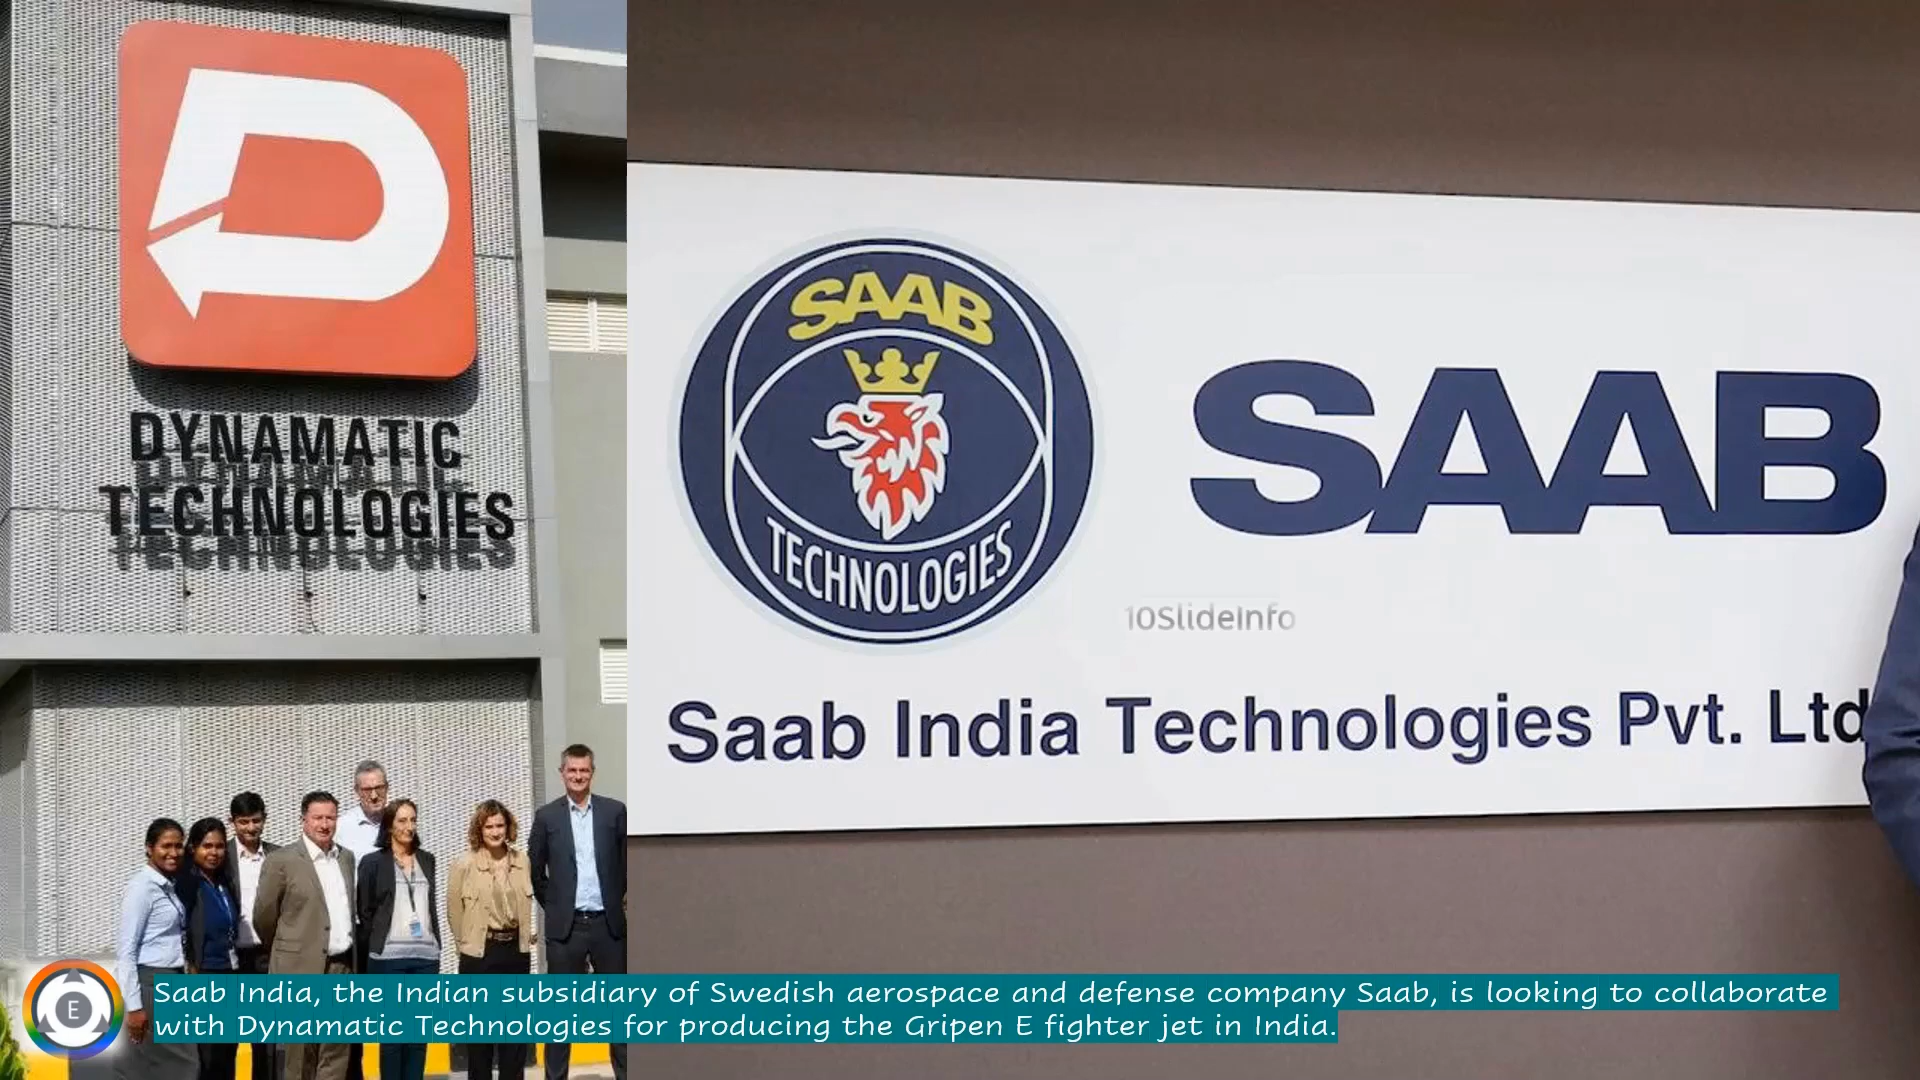 DYNAMATIC
TECHNOLOGIES
SAAB
TECHNOLOGIES
SAAB
10SlideInfo
Saab India Technologies Pvt. Ltd
E
Saab India, the Indian subsidiary of Swedish aerospace and defense company Saab, is looking to collaborate
with Dynamatic Technologies for producing the Gripen E fighter jet in India.